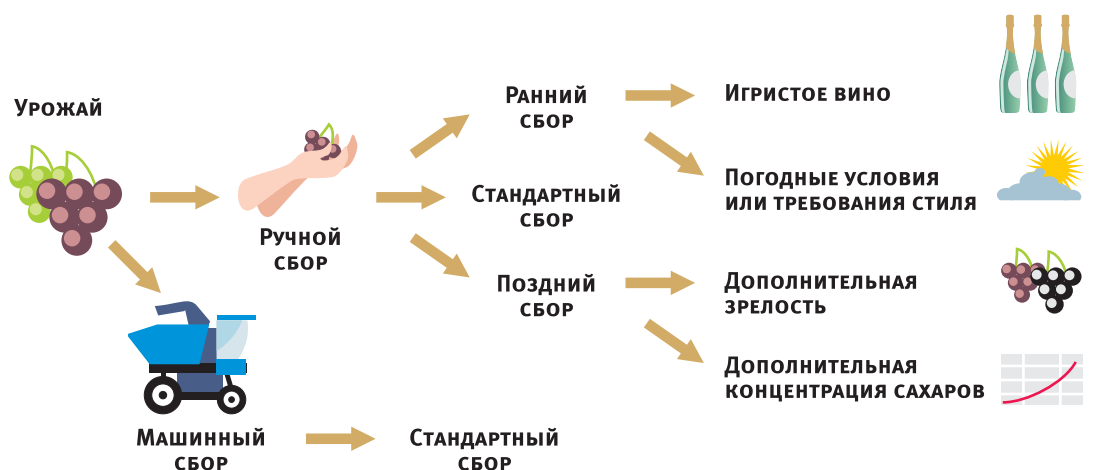 Урожай
Ручной
сбор
Машинный
сбор
Стандартный
сбор
Ранний
сбор
Стандартный
сбор
Поздний
сбор
Игристое вино
Погодные условия
или требования стиля
Дополнительная
зрелость
Дополнительная
концентрация сахаров